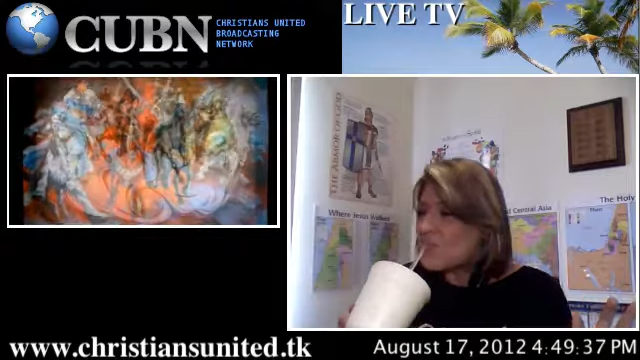 CUBN
CHRISTIANS UNITED
BROADCASTING
NETWORK
LIVE TV
THE ARMOR OF GOD
Where Jesus Walked
d Central Asia
The Holy
Then
www.christiansunited.tk
August 17, 2012 4:49:37 PM